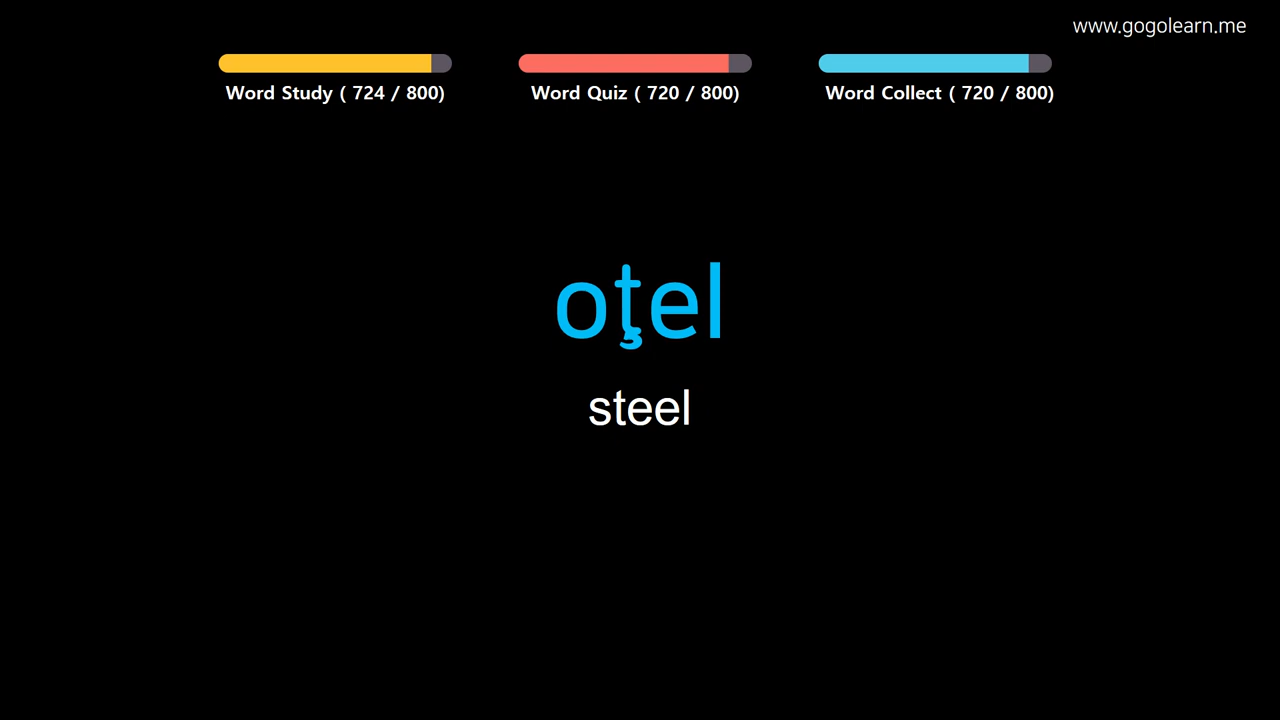 www.gogolearn.me
Word Study ( 724 / 800)
Word Quiz ( 720 / 800)
Word Collect ( 720 / 800)
oţel
steel